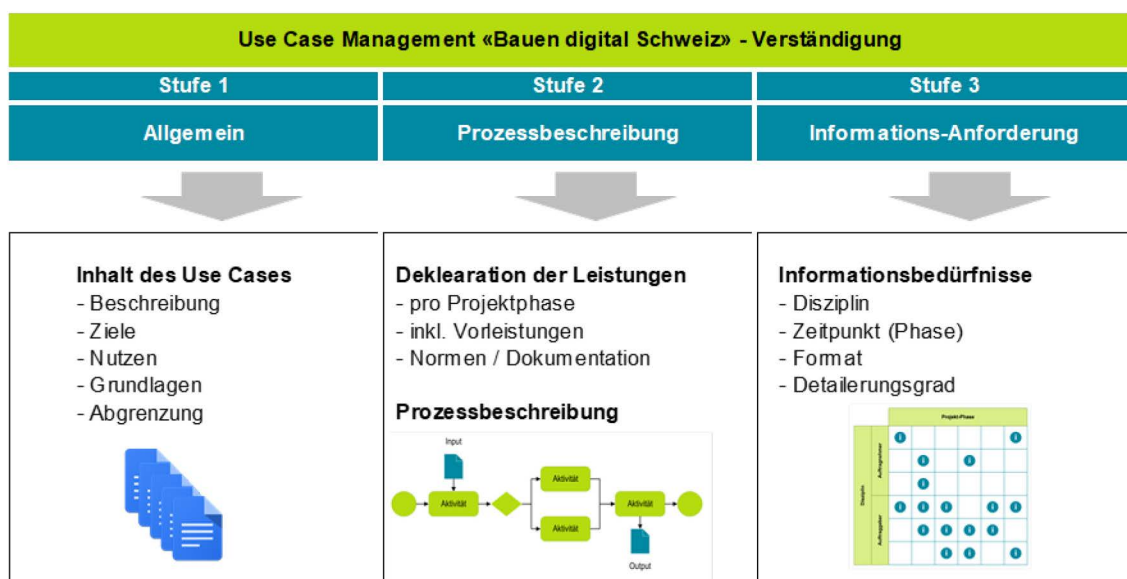 Use Case Management «Bauen digital Schweiz» - Verständigung
Stufe 1
Stufe 2
Stufe 3
Allgemein
Prozessbeschreibung
Informations-Anforderung
Inhalt des Use Cases
- Beschreibung
- Ziele
- Nutzen
- Grundlagen
- Abgrenzung
Deklearation der Leistungen
- pro Projektphase
- inkl. Vorleistungen
- Normen / Dokumentation
Prozessbeschreibung
Input
Aktivität
Aktivität
Aktivität
Aktivität
Output
Informationsbedürfnisse
- Disziplin
- Zeitpunkt (Phase)
- Format
- Detailerungsgrad
Projekt-Phase
Disziplin
Auftragnehmer
Auftraggeber
i i
i i
i
i i i i i
i i i i
i i i